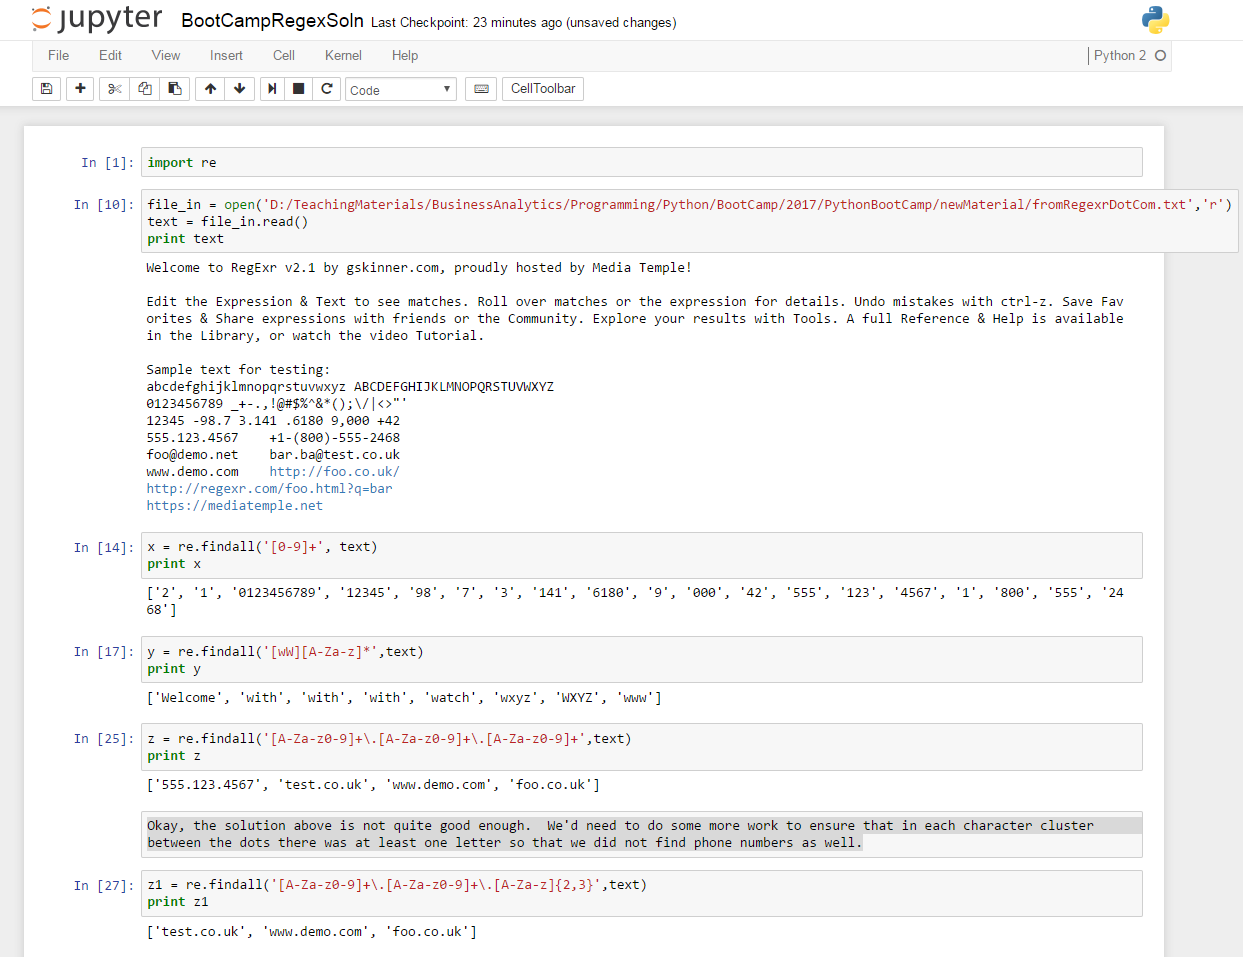 jupyter BootCampRegexSoln Last Checkpoint: 23 minutes ago (unsaved changes)
File Edit View Insert Cell Kernel Help Python 2
Code CellToolbar
In [1]: import re
In [10]: file_in = open('D:/TeachingMaterials/BusinessAnalytics/Programming/Python/BootCamp/2017/PythonBootCamp/newMaterial/fromRegexrDotCom.txt','r')
text = file_in.read()
print text
Welcome to RegExr v2.1 by gskinner.com, proudly hosted by Media Temple!
Edit the Expression & Text to see matches. Roll over matches or the expression for details. Undo mistakes with ctrl-z. Save Fav
orites & Share expressions with friends or the Community. Explore your results with Tools. A full Reference & Help is available
in the Library, or watch the video Tutorial.
Sample text for testing:
abcdefghijklmnopqrstuvwxyz ABCDEFGHIJKLMNOPQRSTUVWXYZ
0123456789 _+-.,!@#$%^&*();\/|<>"'
12345 -98.7 3.141 .6180 9,000 +42
555.123.4567    +1-(800)-555-2468
foo@demo.net    bar.ba@test.co.uk
www.demo.com    http://foo.co.uk/
http://regexr.com/foo.html?q=bar
https://mediatemple.net
In [14]: x = re.findall('[0-9]+', text)
print x
['2', '1', '0123456789', '12345', '98', '7', '3', '141', '6180', '9', '000', '42', '555', '123', '4567', '1', '800', '555', '24
68']
In [17]: y = re.findall('[wW][A-Za-z]*',text)
print y
['Welcome', 'with', 'with', 'with', 'watch', 'wxyz', 'WXYZ', 'www']
In [25]: z = re.findall('[A-Za-z0-9]+\.[A-Za-z0-9]+\.[A-Za-z0-9]+',text)
print z
['555.123.4567', 'test.co.uk', 'www.demo.com', 'foo.co.uk']
Okay, the solution above is not quite good enough.  We'd need to do some more work to ensure that in each character cluster
between the dots there was at least one letter so that we did not find phone numbers as well.
In [27]: z1 = re.findall('[A-Za-z0-9]+\.[A-Za-z0-9]+\.[A-Za-z]{2,3}',text)
print z1
['test.co.uk', 'www.demo.com', 'foo.co.uk']